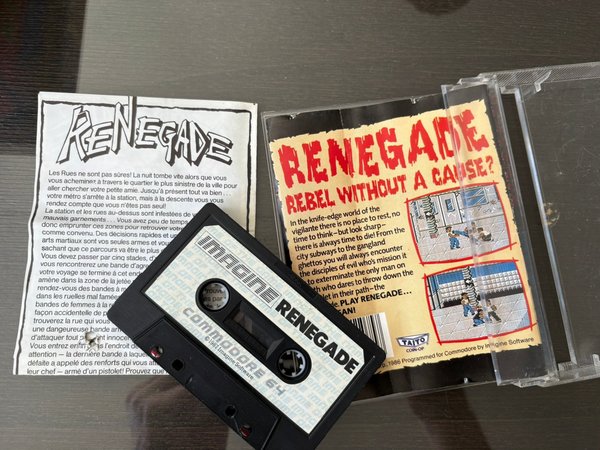 RENEGADE
Les Rues ne sont pas sûres! La nuit tombe vite alors que vous
vous acheminez à travers le quartier le plus sinistre de la ville pour
aller chercher votre petite amie. Jusqu'à présent tout va bien ...
votre métro s'arrête à la station, mais à la descente vous vous
rendez compte que vous n'êtes pas seul!
La station et les rues au-dessus sont infestées de
mauvais garnements . . . Vous avez peu de temps
donc emprunter ces zones pour retrouver votre
comme convenu. Des décisions rapides et
arts martiaux sont vos seules armes et vous
sachant que ce parcours va être le plus
Vous devez passer par cinq stades, d'
vous rencontrerez une bande d'
votre voyage se termine à cet
amène dans la zone de la jetée
rendez-vous des bandes à
dans les ruelles mal famées
bandes de femmes à la
façon accidentelle de
trouverez la rue qui vous
une dangereuse bande
d'attaquer tout passant innocent
Vous entrez enfin dans l'endroit
attention — la dernière bande à
défaite a appelé des renforts qui vous
leur chef — armé d'un pistolet! Prouvez que
RENEGADE
REBEL WITHOUT A CAUSE?
In the knife-edge world of the
vigilante there is no place to rest, no
time to think–but look sharp–
there is always time to die! From the
city subways to the gangland
ghettos you will always encounter
the disciples of evil who's mission it
is to exterminate the only man on
who dares to throw down the
in their path–the
PLAY RENEGADE...
TAITO
COIN-OP
1986 Programmed for Commodore by Imagine Software
IMAGINE
RENEGADE
COMMODORE 64
© 1987 Imagine Software